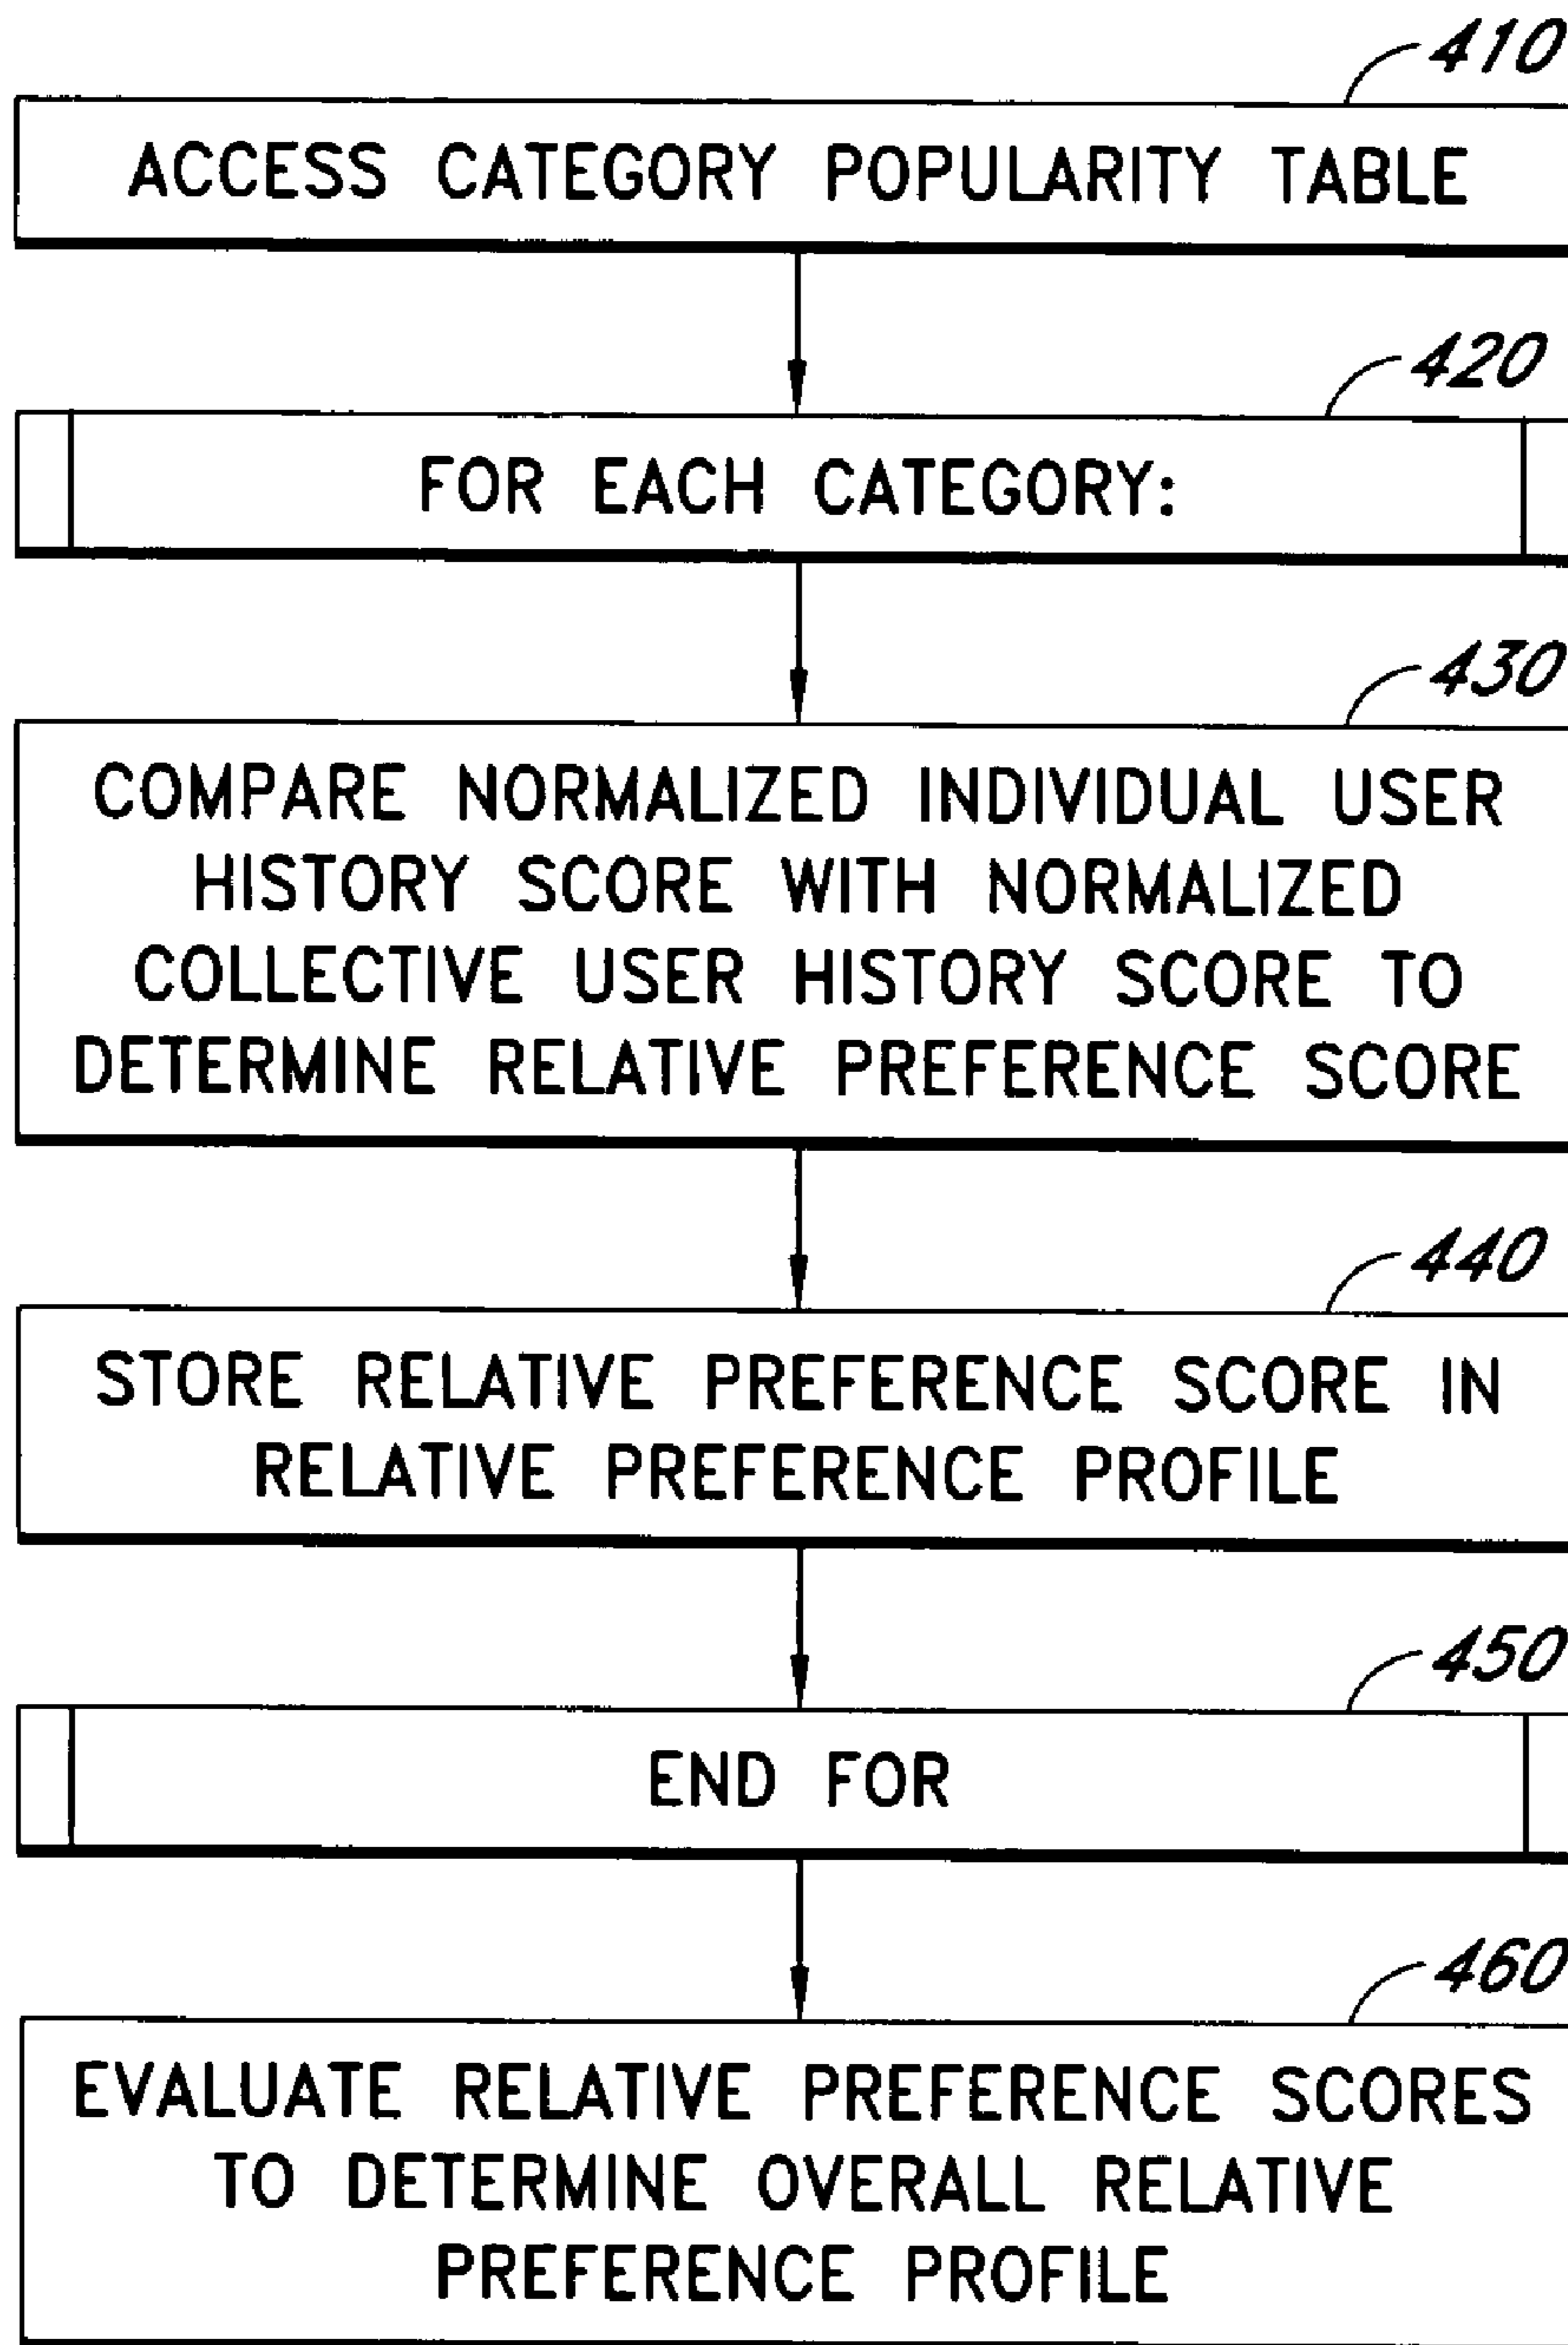 410
ACCESS CATEGORY POPULARITY TABLE
420
FOR EACH CATEGORY:
430
COMPARE NORMALIZED INDIVIDUAL USER
HISTORY SCORE WITH NORMALIZED
COLLECTIVE USER HISTORY SCORE TO
DETERMINE RELATIVE PREFERENCE SCORE
440
STORE RELATIVE PREFERENCE SCORE IN
RELATIVE PREFERENCE PROFILE
450
END FOR
460
EVALUATE RELATIVE PREFERENCE SCORES
TO DETERMINE OVERALL RELATIVE
PREFERENCE PROFILE